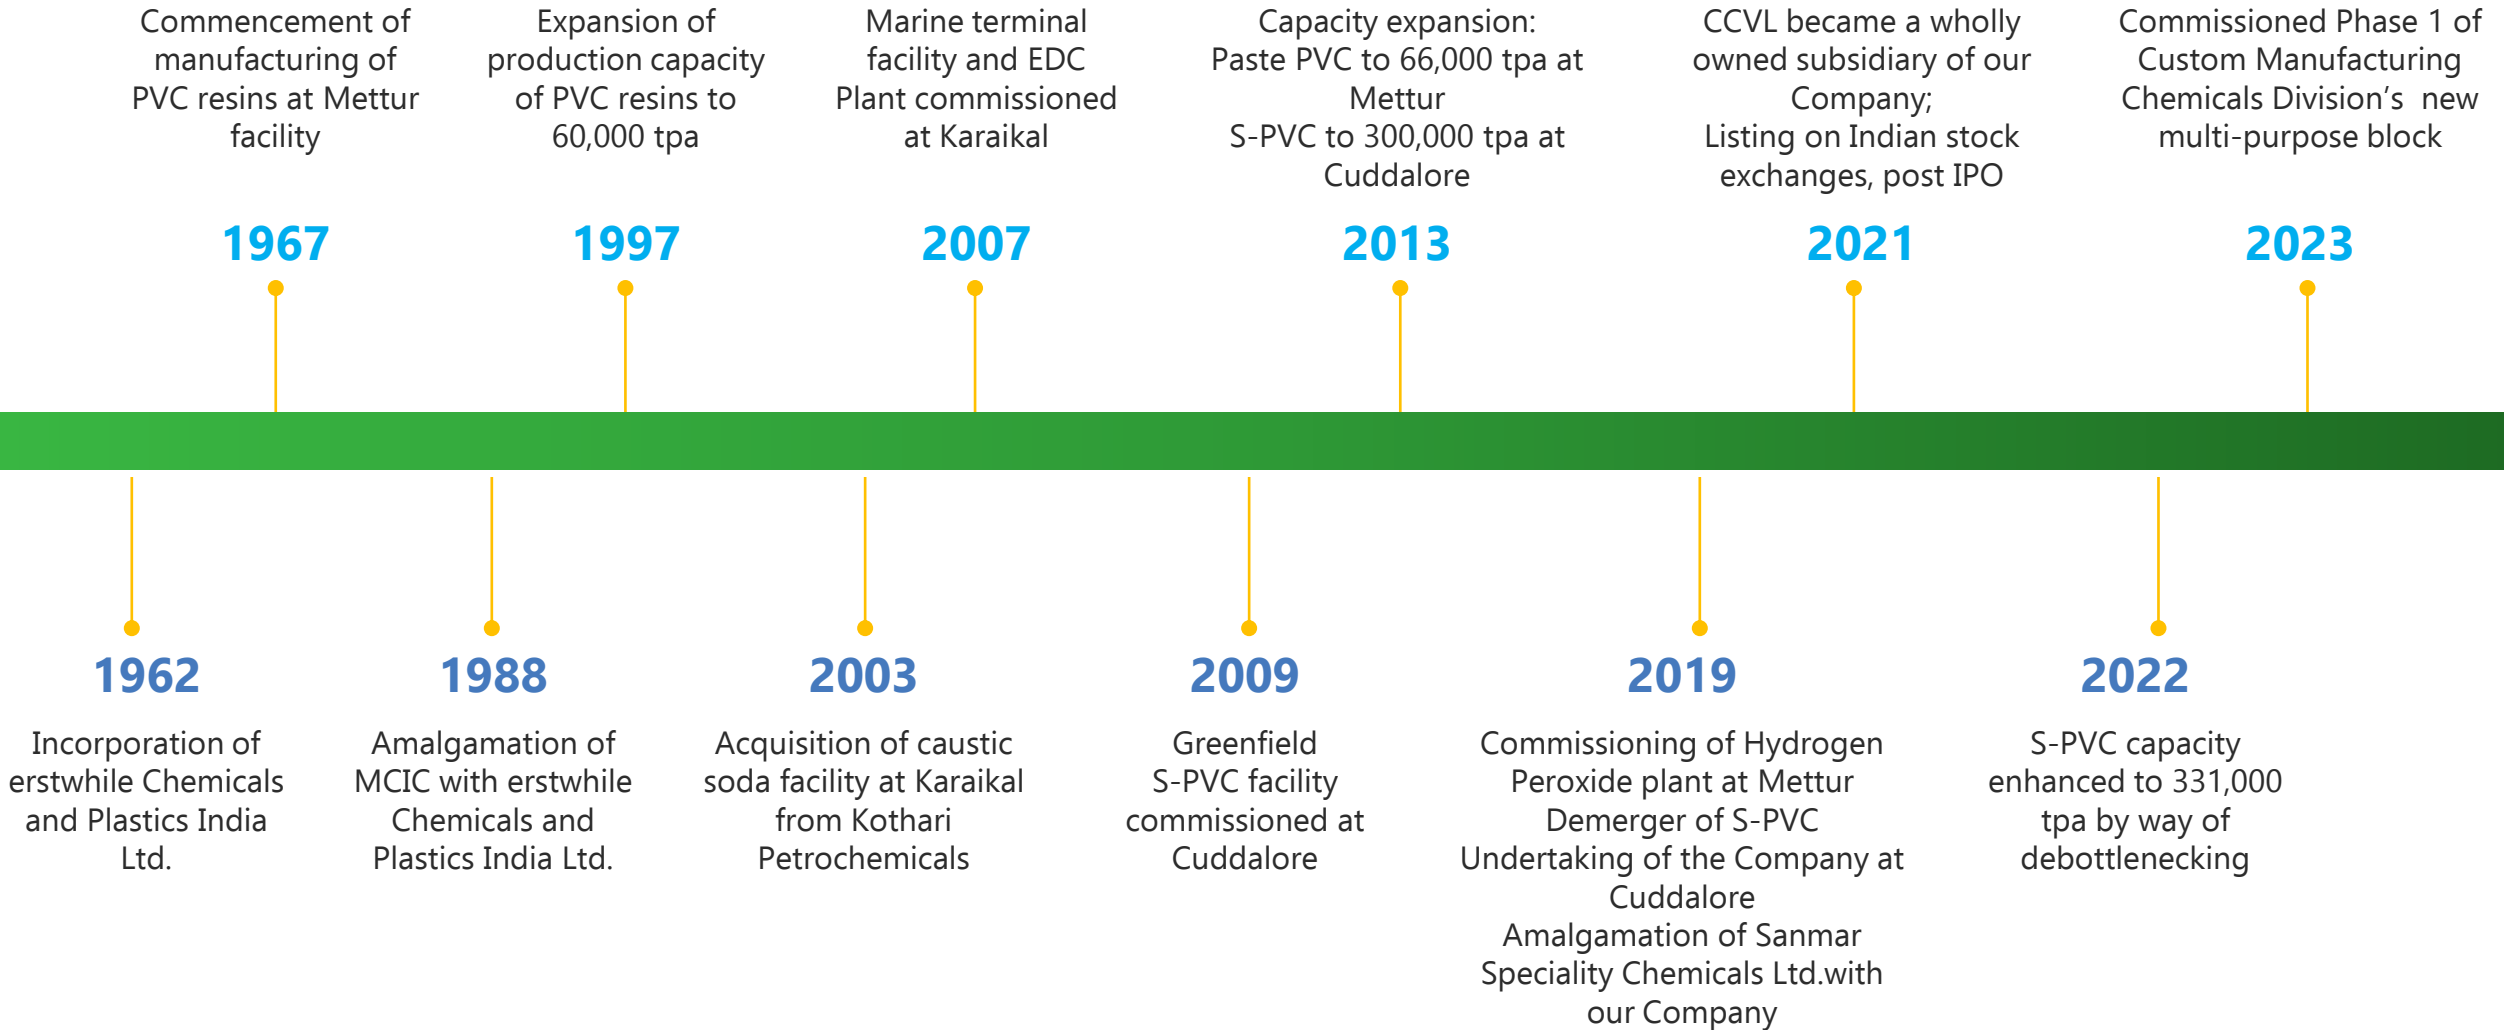 Commencement of
manufacturing of
PVC resins at Mettur
facility
1967
Expansion of
production capacity
of PVC resins to
60,000 tpa
1997
Marine terminal
facility and EDC
Plant commissioned
at Karaikal
2007
Capacity expansion:
Paste PVC to 66,000 tpa at
Mettur
S-PVC to 300,000 tpa at
Cuddalore
2013
CCVL became a wholly
owned subsidiary of our
Company;
Listing on Indian stock
exchanges, post IPO
2021
Commissioned Phase 1 of
Custom Manufacturing
Chemicals Division’s  new
multi-purpose block
2023
1962
Incorporation of
erstwhile Chemicals
and Plastics India
Ltd.
1988
Amalgamation of
MCIC with erstwhile
Chemicals and
Plastics India Ltd.
2003
Acquisition of caustic
soda facility at Karaikal
from Kothari
Petrochemicals
2009
Greenfield
S-PVC facility
commissioned at
Cuddalore
2019
Commissioning of Hydrogen
Peroxide plant at Mettur
Demerger of S-PVC
Undertaking of the Company at
Cuddalore
Amalgamation of Sanmar
Speciality Chemicals Ltd.with
our Company
2022
S-PVC capacity
enhanced to 331,000
tpa by way of
debottlenecking